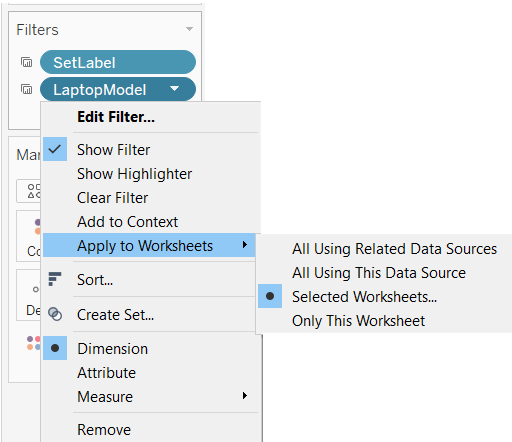 Filters
SetLabel
LaptopModel
Edit Filter...
Show Filter
Show Highlighter
Clear Filter
Add to Context
Apply to Worksheets
All Using Related Data Sources
All Using This Data Source
Selected Worksheets...
Only This Worksheet
Sort...
Create Set...
Dimension
Attribute
Measure
Remove
Ma
Co
De